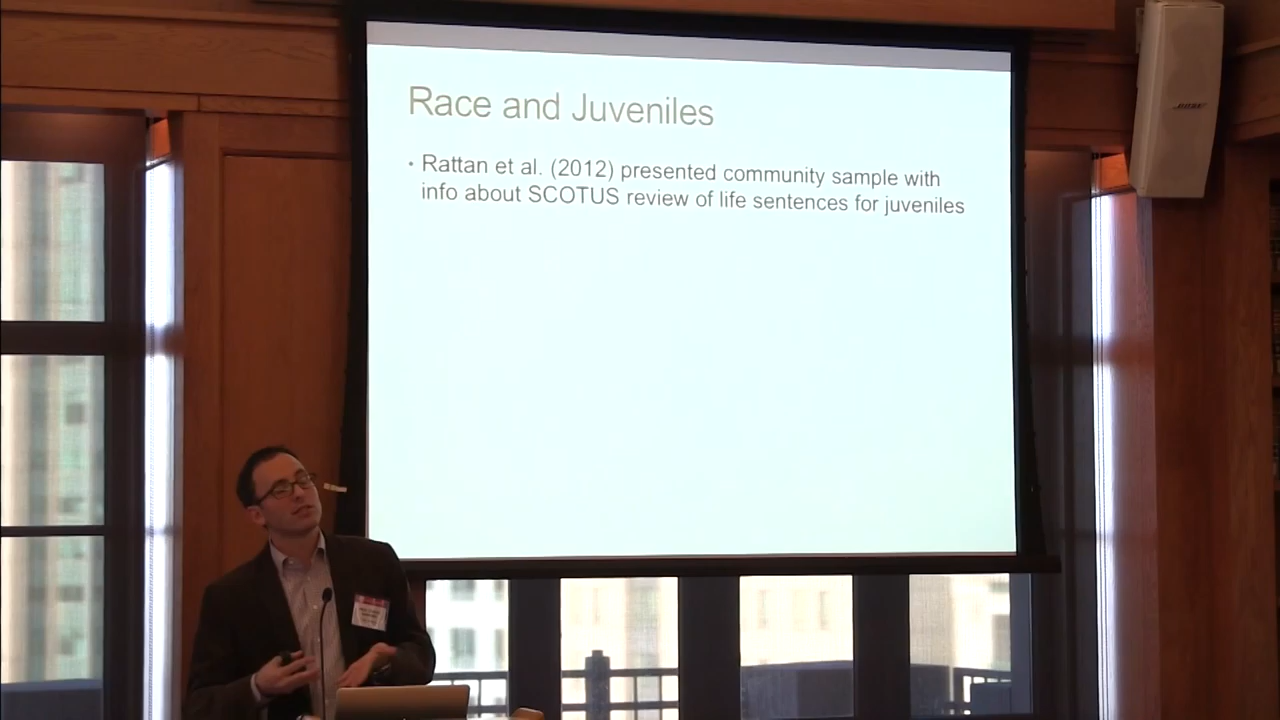 Race and Juveniles
• Rattan et al. (2012) presented community sample with
info about SCOTUS review of life sentences for juveniles
BOSE